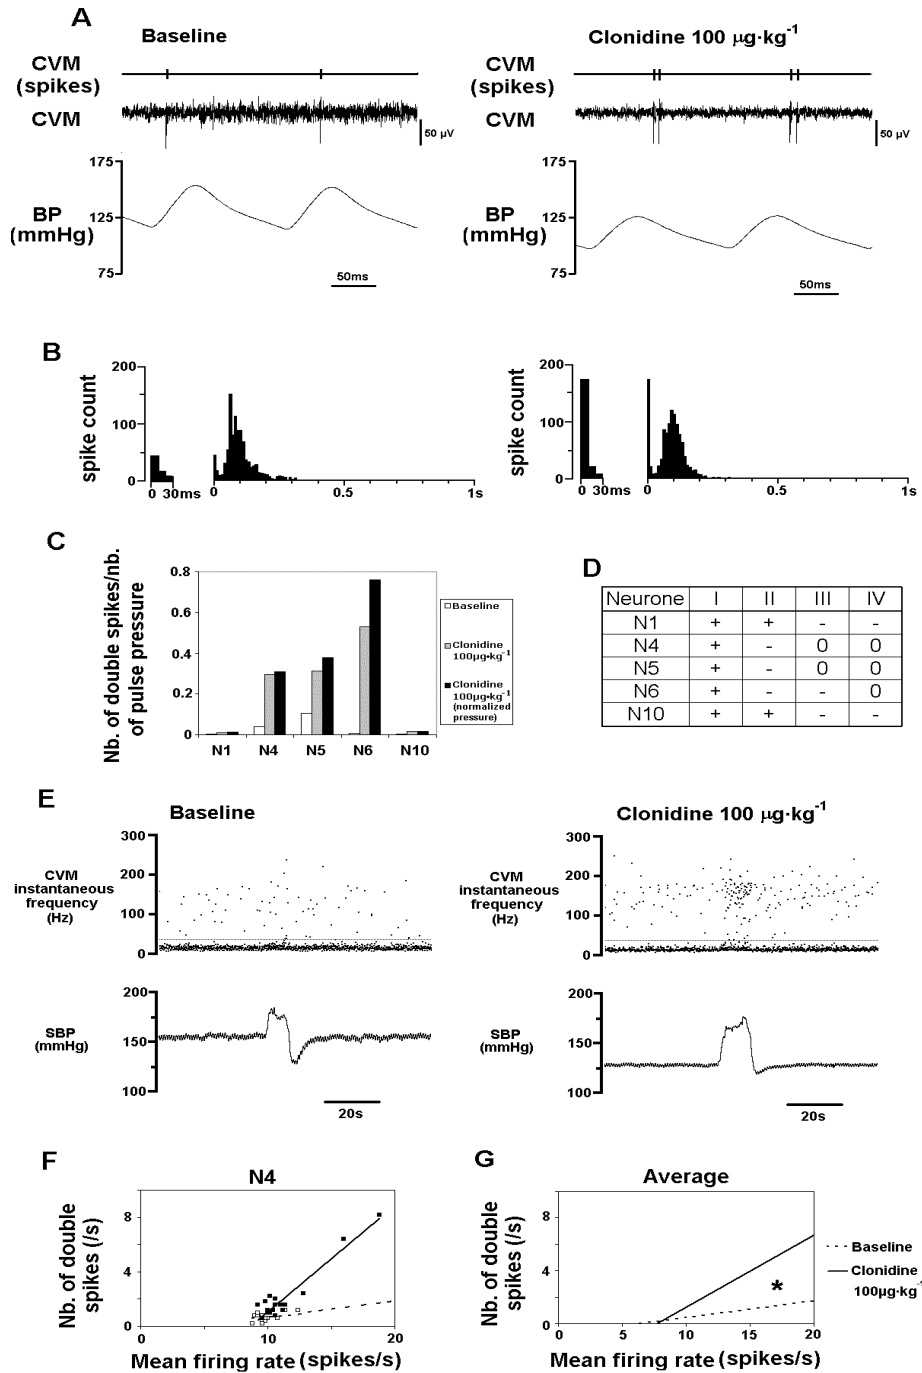 A
Baseline
Clonidine 100 µg·kg-1
CVM
(spikes)
CVM
50 µV
CVM
(spikes)
CVM
50 µV
175
125
75
BP
(mmHg)
50ms
175
125
75
BP
(mmHg)
50ms
B
spike count
200
100
0
0 30ms
0 0.5 1s
spike count
200
100
0
0 30ms
0 0.5 1s
C
Nb. of double spikes/nb.
of pulse pressure
0.8
0.6
0.4
0.2
0
N1 N4 N5 N6 N10
Baseline
Clonidine
100µg•kg-1
Clonidine
100µg•kg-1
(normalized
pressure)
D
Neurone I II III IV
N1 + + - -
N4 + - 0 0
N5 + - 0 0
N6 + - - 0
N10 + + - -
E
Baseline
Clonidine 100 µg·kg-1
CVM
instantaneous
frequency
(Hz)
300
200
100
0
CVM
instantaneous
frequency
(Hz)
300
200
100
0
SBP
(mmHg)
200
150
100
20s
SBP
(mmHg)
200
150
100
20s
F
N4
Nb. of double
spikes (/s)
8
4
0
0 10 20
Mean firing rate (spikes/s)
G
Average
Nb. of double
spikes (/s)
8
4
0
0 5 10 15 20
Mean firing rate (spikes/s)
*
Baseline
Clonidine
100µg·kg-1